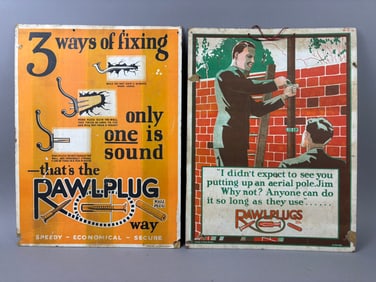 3 ways of fixing
only
one is
sound
—that's the
RAWLPLUG
way
SPEEDY – ECONOMICAL – SECURE
"I didn't expect to see you
putting up an aerial pole, Jim
Why not? Anyone can do
it so long as they use......
RAWLPLUGS